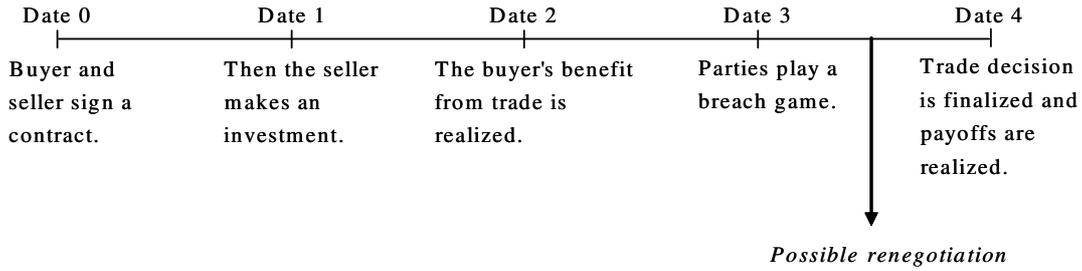 Date 0
Date 1
Date 2
Date 3
Date 4
Buyer and
seller sign a
contract.
Then the seller
makes an
investment.
The buyer's benefit
from trade is
realized.
Parties play a
breach game.
Trade decision
is finalized and
payoffs are
realized.
Possible renegotiation